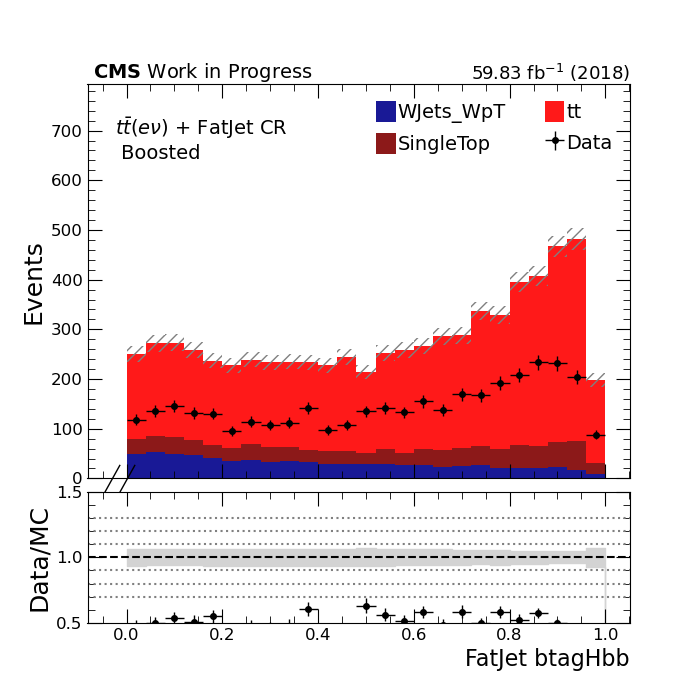 CMS Work in Progress 59.83 fb⁻¹ (2018)
tt̄(eν) + FatJet CR
Boosted
WJets_WpT tt
SingleTop Data
Events
700
600
500
400
300
200
100
0
Data/MC
1.5
1.0
0.5
0.0 0.2 0.4 0.6 0.8 1.0
FatJet btagHbb